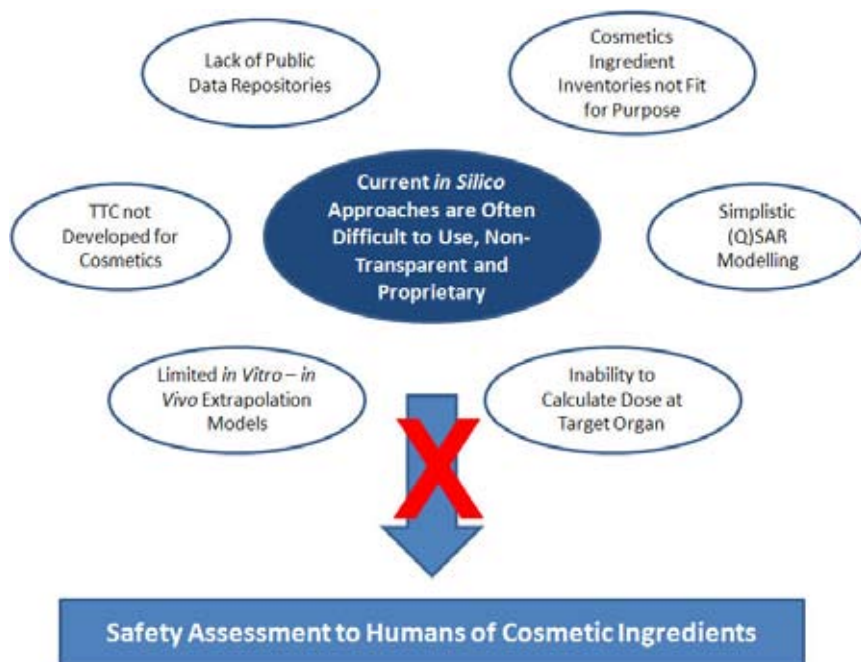 Lack of Public
Data Repositories
Cosmetics
Ingredient
Inventories not Fit
for Purpose
Current in Silico
Approaches are Often
Difficult to Use, Non-
Transparent and
Proprietary
TTC not
Developed for
Cosmetics
Simplistic
(Q)SAR
Modelling
Limited in Vitro – in
Vivo Extrapolation
Models
Inability to
Calculate Dose at
Target Organ
X
Safety Assessment to Humans of Cosmetic Ingredients